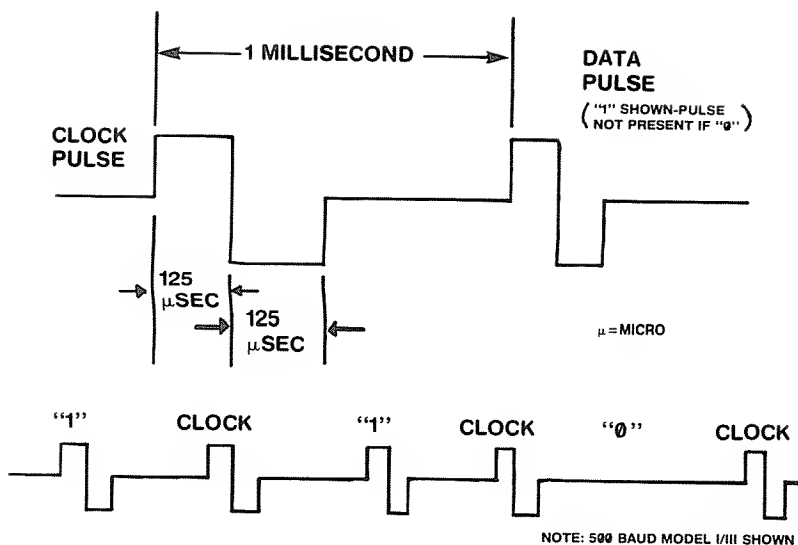 1 MILLISECOND
DATA
PULSE
("1" SHOWN-PULSE
NOT PRESENT IF "0")
CLOCK
PULSE
125
μSEC
125
μSEC
μ=MICRO
"1"
CLOCK
"1"
CLOCK
"0"
CLOCK
NOTE: 500 BAUD MODEL I/III SHOWN